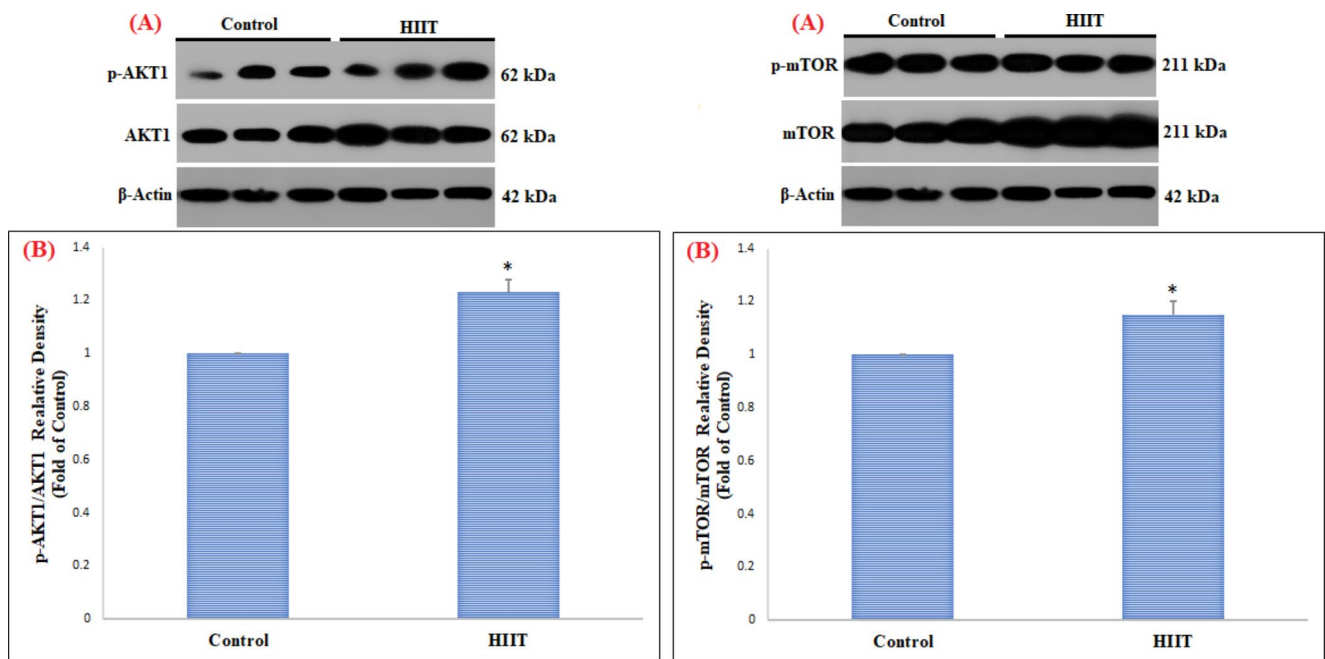 (A)
Control HIIT
p-AKT1 62 kDa
AKT1 62 kDa
β-Actin 42 kDa
(B)
1.4
1.2
1
0.8
0.6
0.4
0.2
0
p-AKT1/AKT1 Realative Density
(Fold of Control)
*
Control HIIT
(A)
Control HIIT
p-mTOR 211 kDa
mTOR 211 kDa
β-Actin 42 kDa
(B)
1.4
1.2
1
0.8
0.6
0.4
0.2
0
p-mTOR/mTOR Realative Density
(Fold of Control)
*
Control HIIT